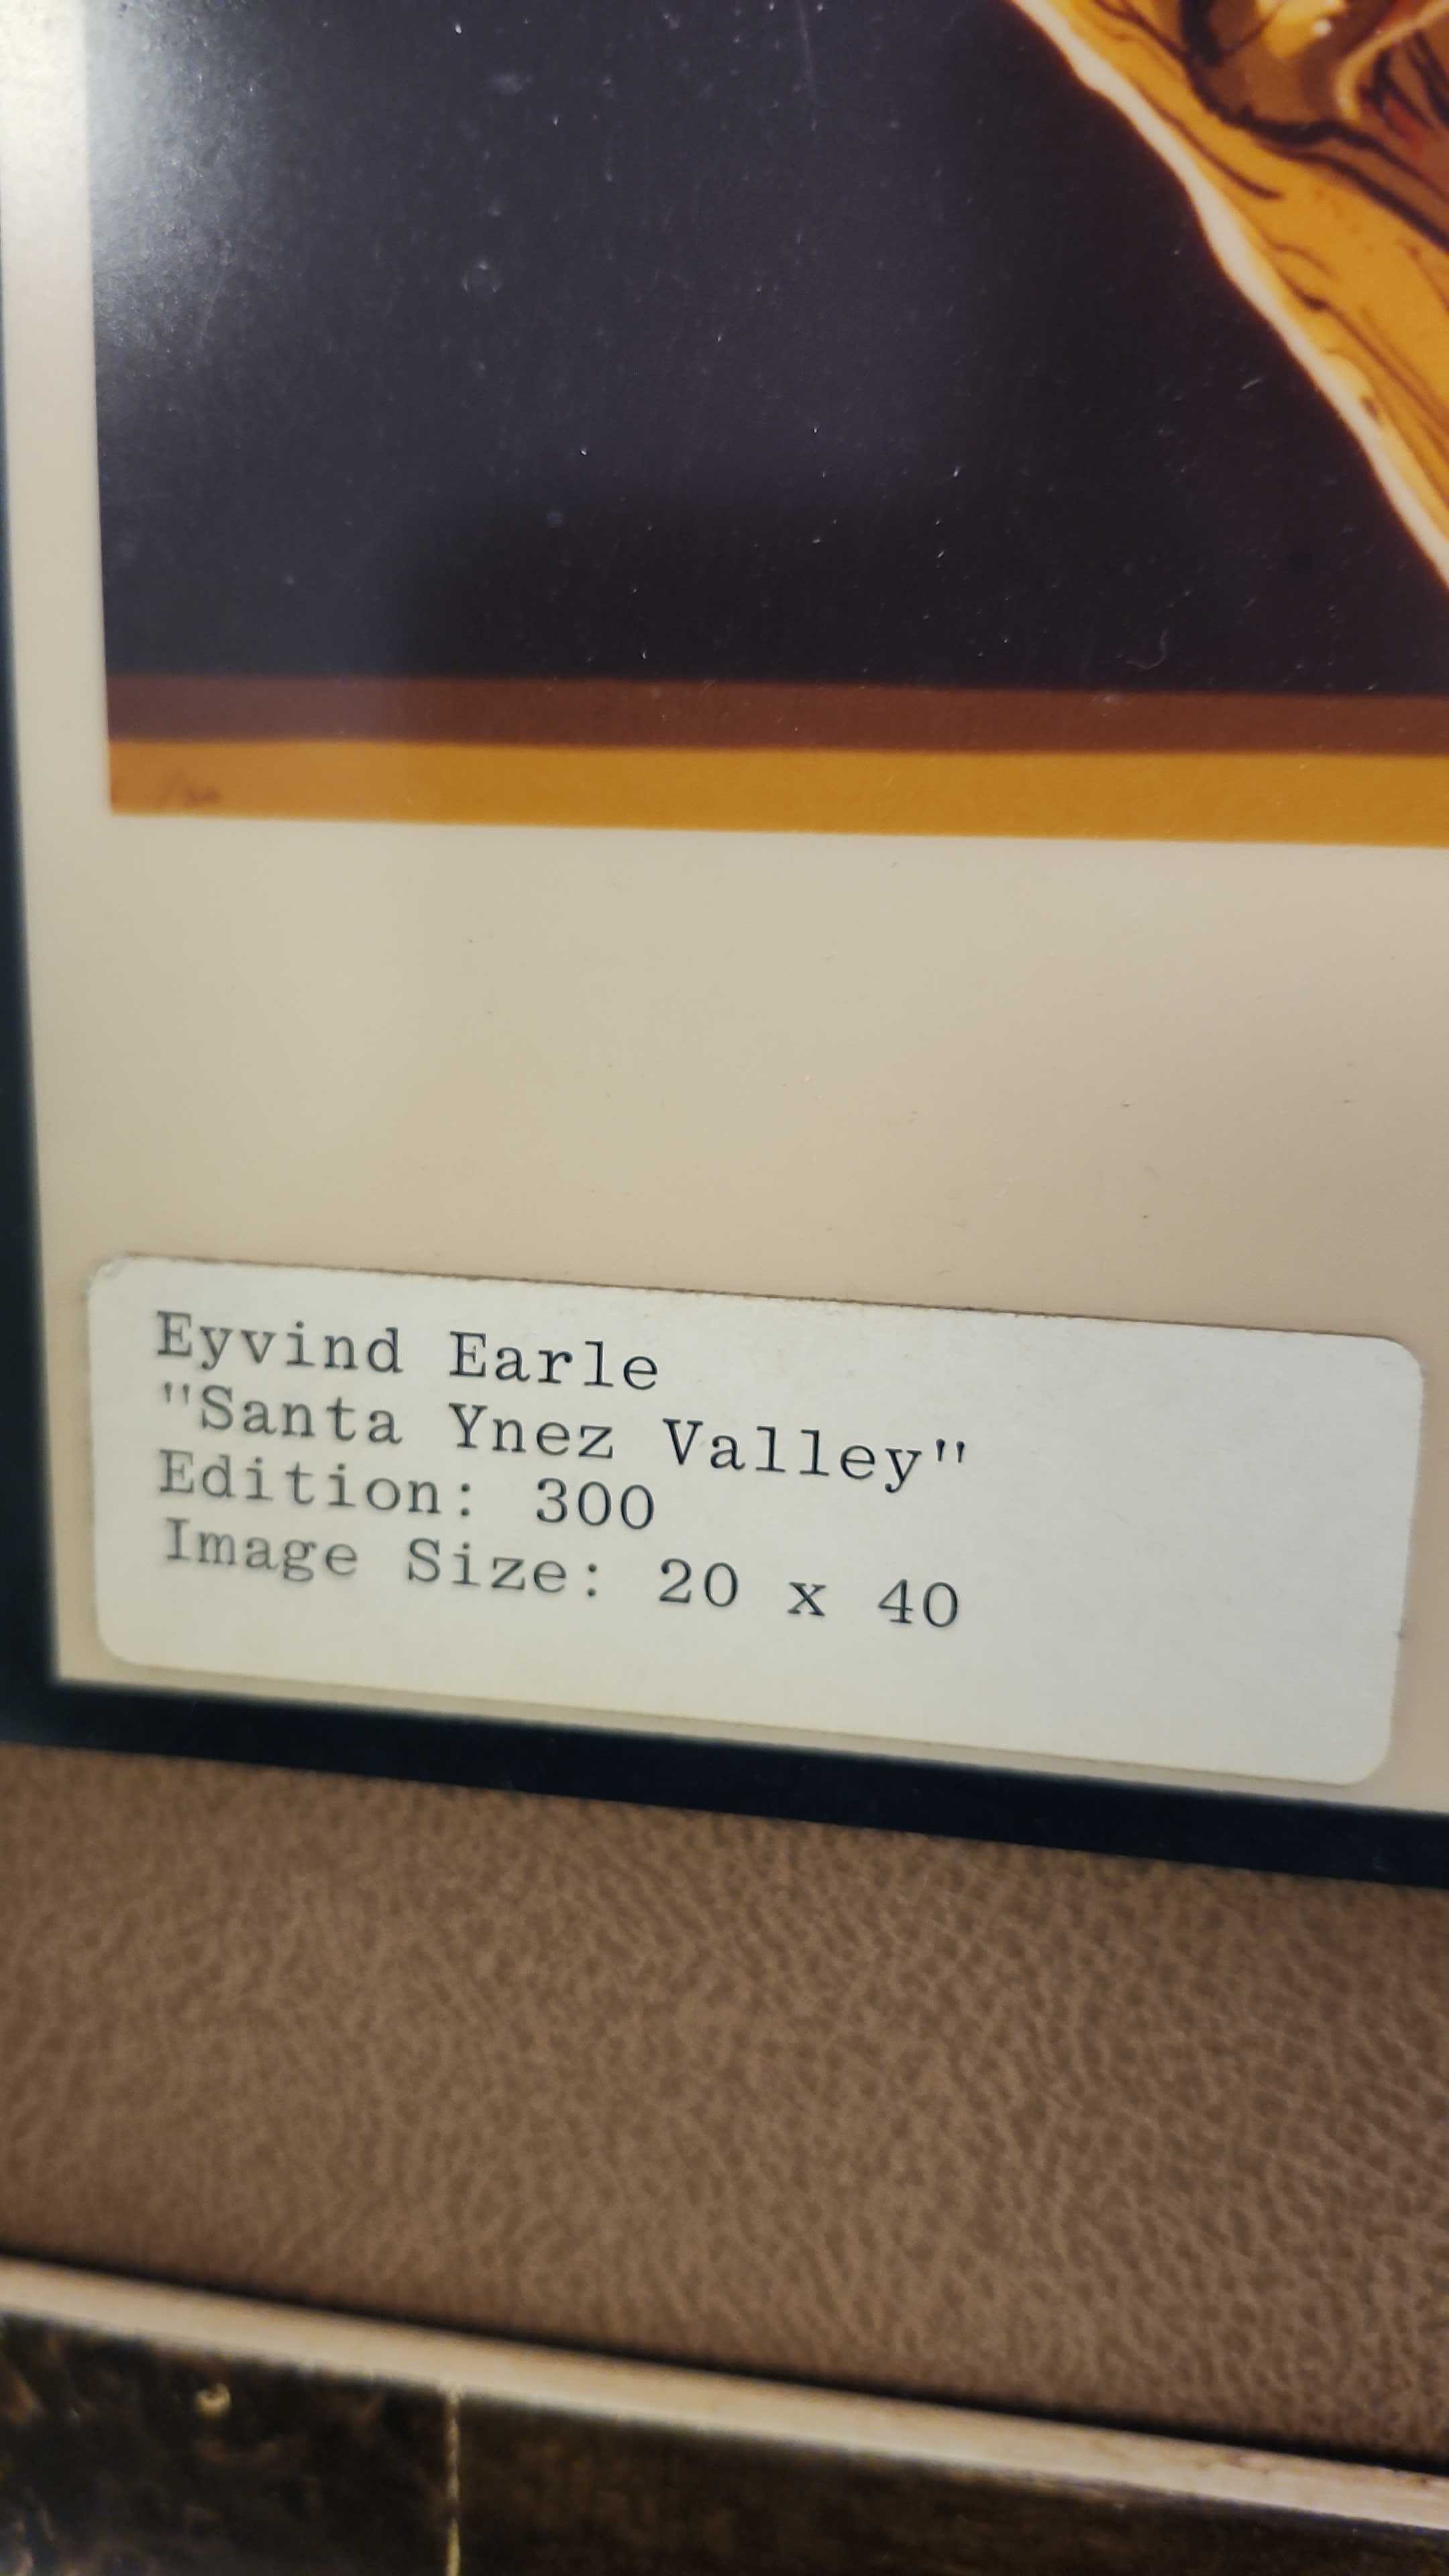 Eyvind Earle
"Santa Ynez Valley"
Edition: 300
Image Size: 20 x 40